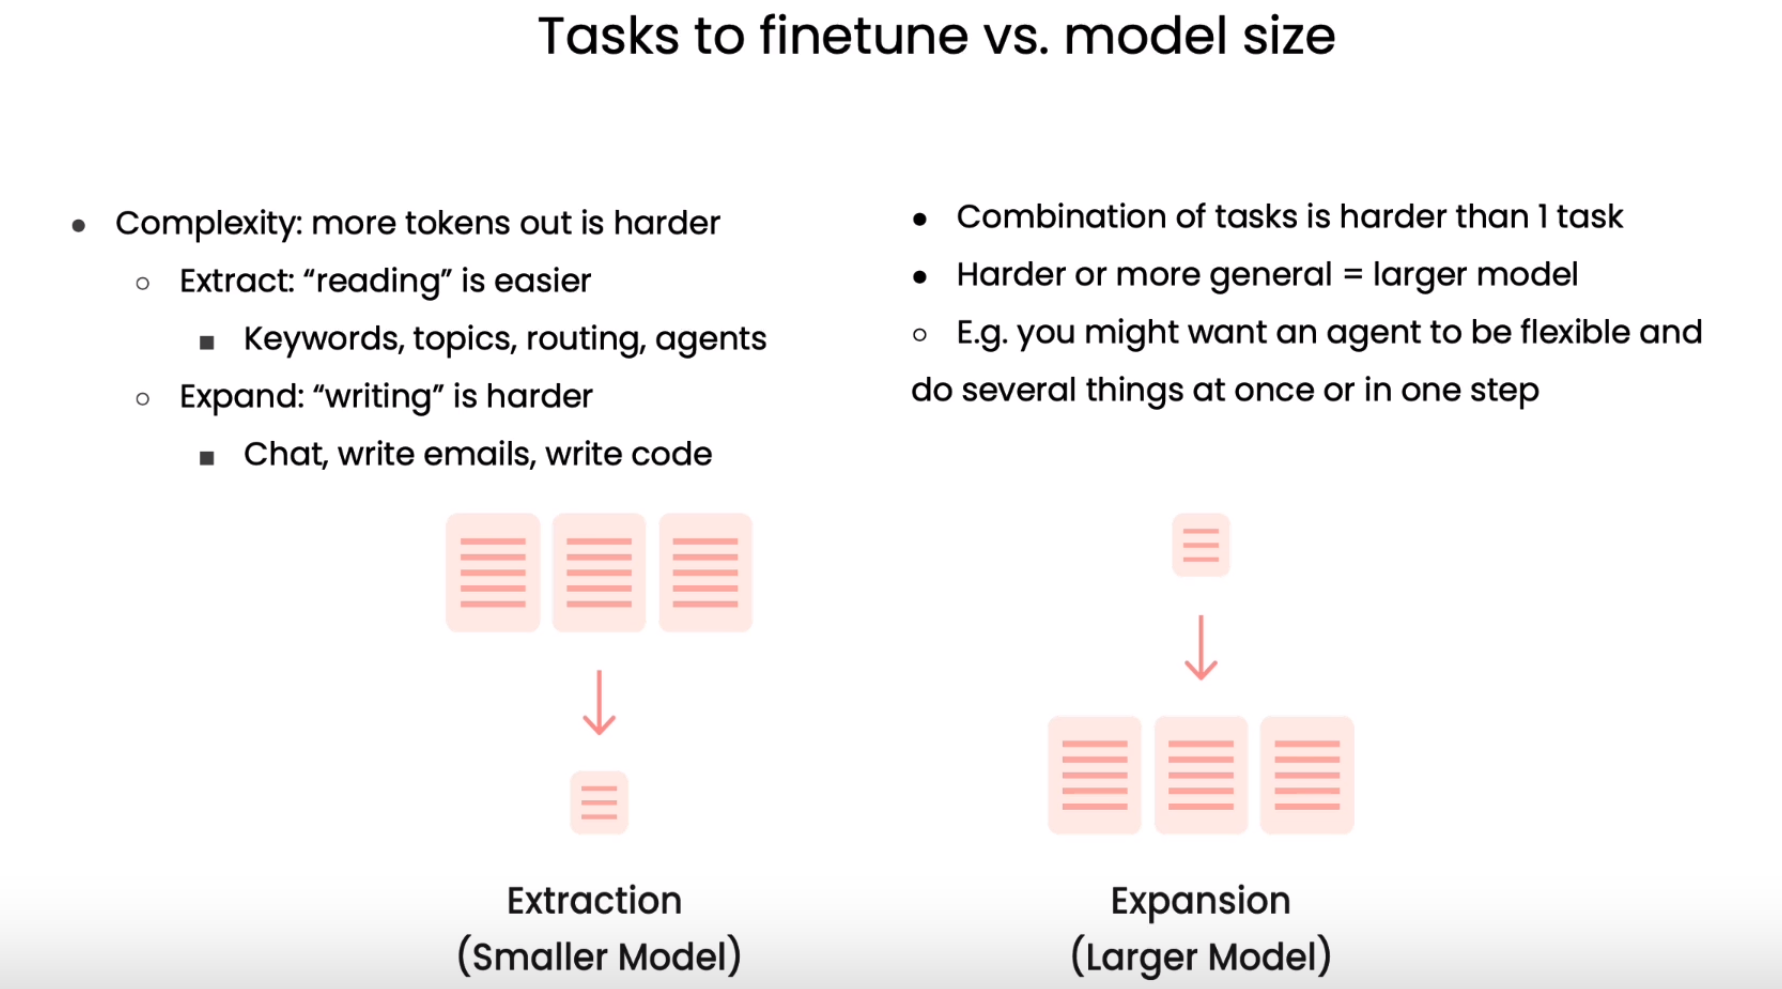 Tasks to finetune vs. model size
● Complexity: more tokens out is harder
○ Extract: “reading” is easier
■ Keywords, topics, routing, agents
○ Expand: “writing” is harder
■ Chat, write emails, write code
● Combination of tasks is harder than 1 task
● Harder or more general = larger model
○ E.g. you might want an agent to be flexible and
do several things at once or in one step
Extraction
(Smaller Model)
Expansion
(Larger Model)